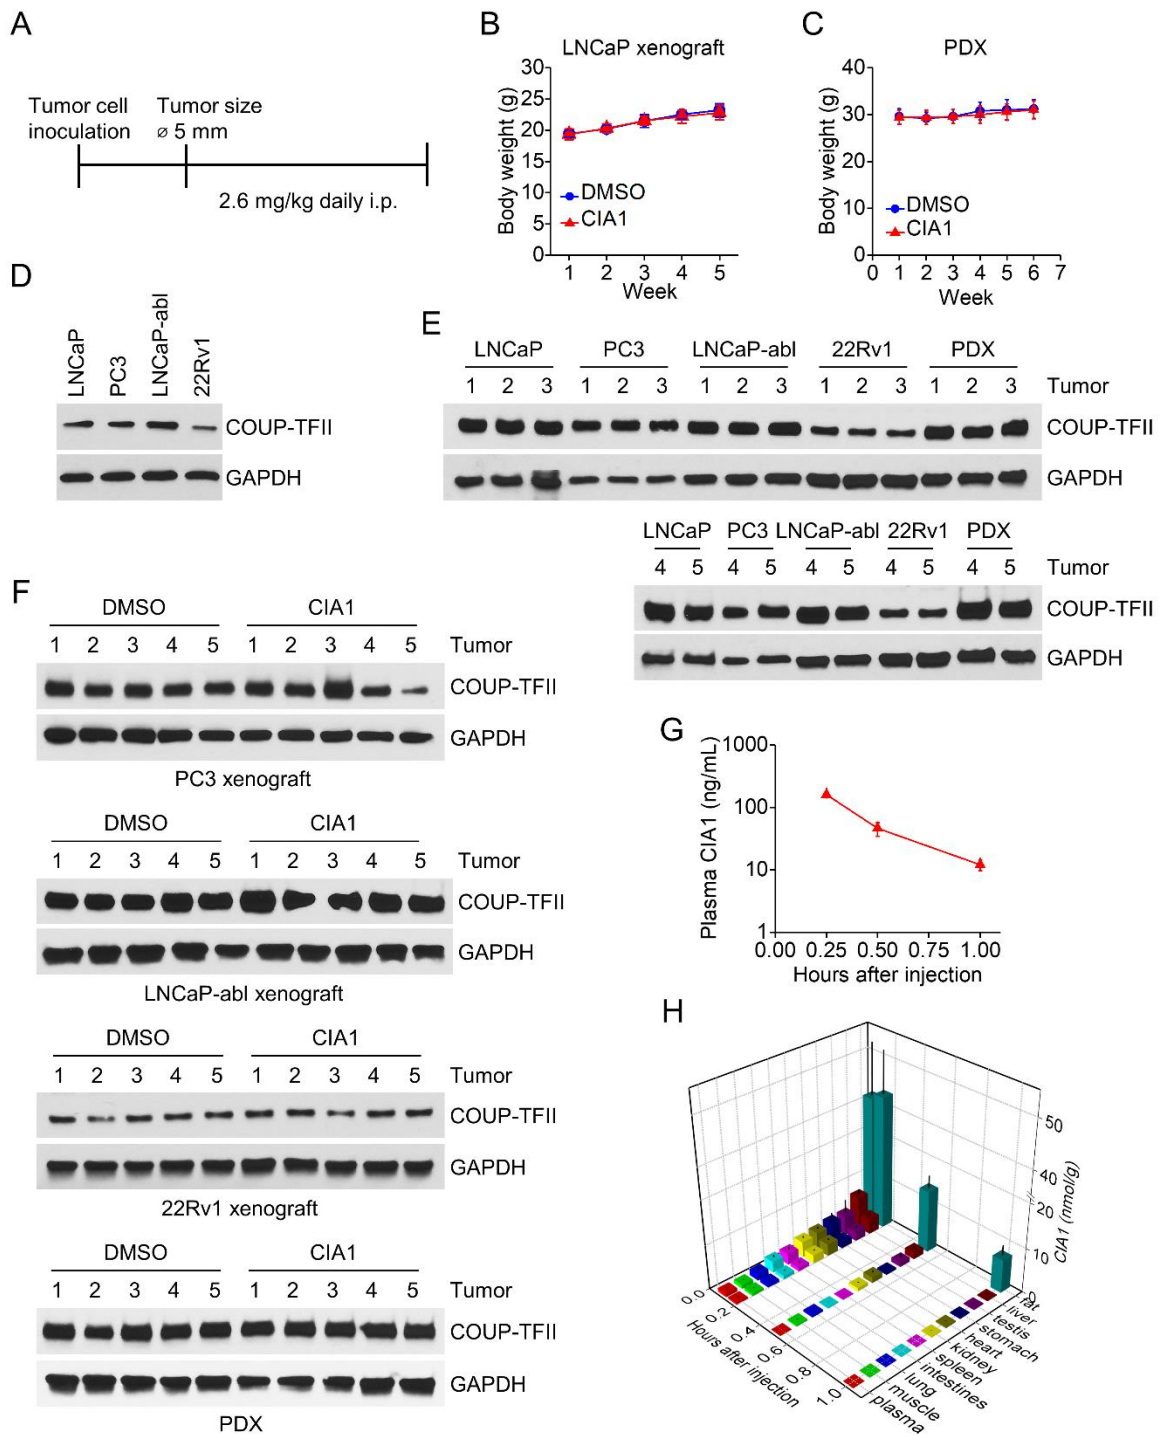 A
Tumor cell
inoculation
Tumor size
⌀ 5 mm
2.6 mg/kg daily i.p.
B
LNCaP xenograft
Body weight (g)
30
25
20
15
10
5
0
DMSO
CIA1
1 2 3 4 5
Week
C
PDX
Body weight (g)
40
30
20
10
0
DMSO
CIA1
0 1 2 3 4 5 6 7
Week
D
LNCaP
PC3
LNCaP-abl
22Rv1
COUP-TFII
GAPDH
E
LNCaP PC3 LNCaP-abl 22Rv1 PDX
1 2 3 1 2 3 1 2 3 1 2 3 1 2 3 Tumor
COUP-TFII
GAPDH
LNCaP PC3 LNCaP-abl 22Rv1 PDX
4 5 4 5 4 5 4 5 4 5 Tumor
COUP-TFII
GAPDH
F
DMSO CIA1
1 2 3 4 5 1 2 3 4 5 Tumor
COUP-TFII
GAPDH
PC3 xenograft
DMSO CIA1
1 2 3 4 5 1 2 3 4 5 Tumor
COUP-TFII
GAPDH
LNCaP-abl xenograft
DMSO CIA1
1 2 3 4 5 1 2 3 4 5 Tumor
COUP-TFII
GAPDH
22Rv1 xenograft
DMSO CIA1
1 2 3 4 5 1 2 3 4 5 Tumor
COUP-TFII
GAPDH
PDX
G
Plasma CIA1 (ng/mL)
1000
100
10
1
0.00 0.25 0.50 0.75 1.00
Hours after injection
H
50
40
20
10
0
CIA1 (nmol/g)
0.0
0.2
0.4
0.6
0.8
1.0
Hours after injection
fat
liver
testis
stomach
heart
kidney
spleen
intestines
lung
muscle
plasma